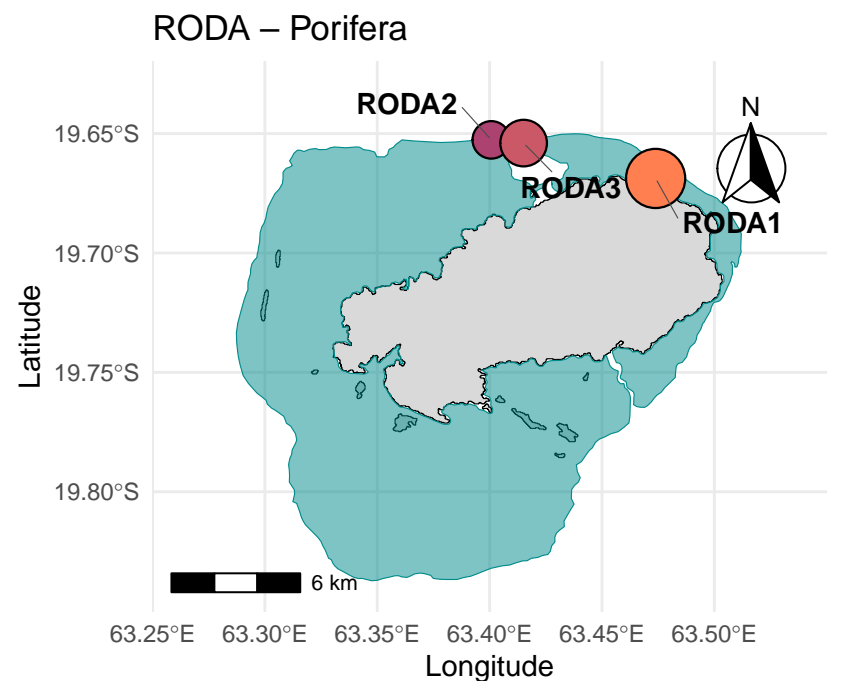 RODA – Porifera
N
RODA2
RODA3
RODA1
19.65°S
19.70°S
19.75°S
19.80°S
Latitude
6 km
63.25°E 63.30°E 63.35°E 63.40°E 63.45°E 63.50°E
Longitude